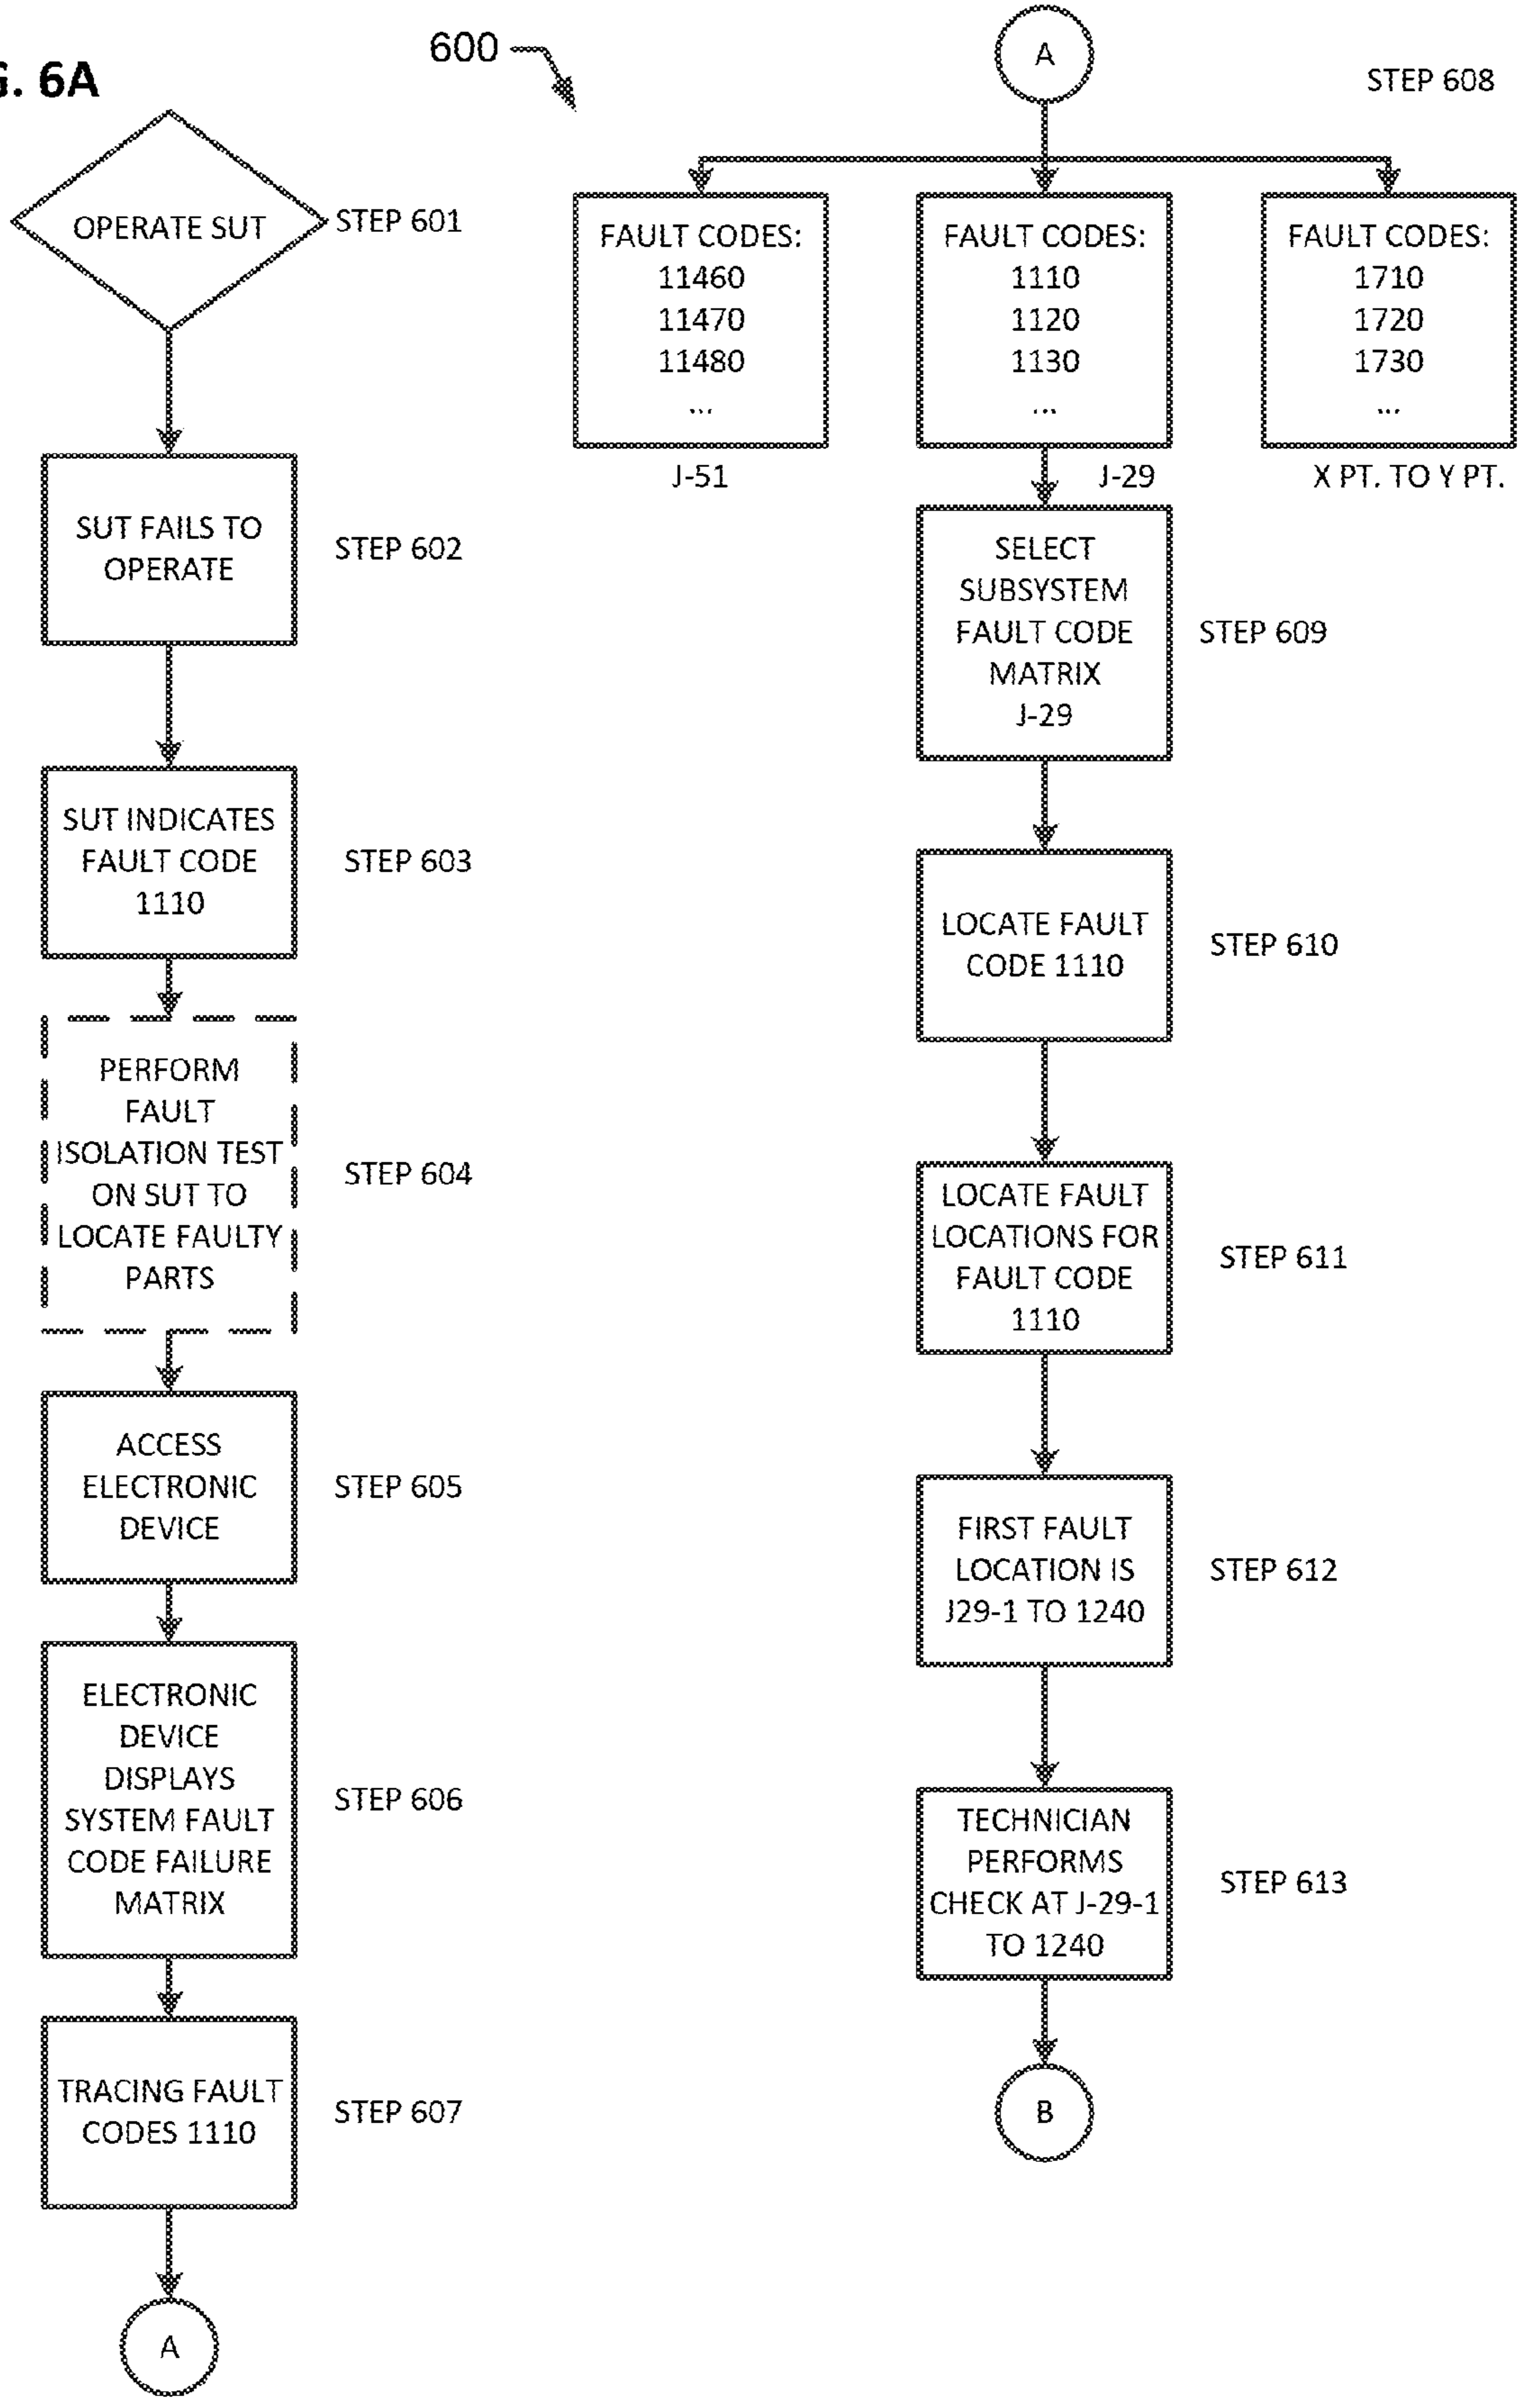 G. 6A
600
OPERATE SUT
STEP 601
SUT FAILS TO
OPERATE
STEP 602
SUT INDICATES
FAULT CODE
1110
STEP 603
PERFORM
FAULT
ISOLATION TEST
ON SUT TO
LOCATE FAULTY
PARTS
STEP 604
ACCESS
ELECTRONIC
DEVICE
STEP 605
ELECTRONIC
DEVICE
DISPLAYS
SYSTEM FAULT
CODE FAILURE
MATRIX
STEP 606
TRACING FAULT
CODES 1110
STEP 607
A
A
STEP 608
FAULT CODES:
11460
11470
11480
...
J-51
FAULT CODES:
1110
1120
1130
...
J-29
FAULT CODES:
1710
1720
1730
...
X PT. TO Y PT.
SELECT
SUBSYSTEM
FAULT CODE
MATRIX
J-29
STEP 609
LOCATE FAULT
CODE 1110
STEP 610
LOCATE FAULT
LOCATIONS FOR
FAULT CODE
1110
STEP 611
FIRST FAULT
LOCATION IS
J29-1 TO 1240
STEP 612
TECHNICIAN
PERFORMS
CHECK AT J-29-1
TO 1240
STEP 613
B